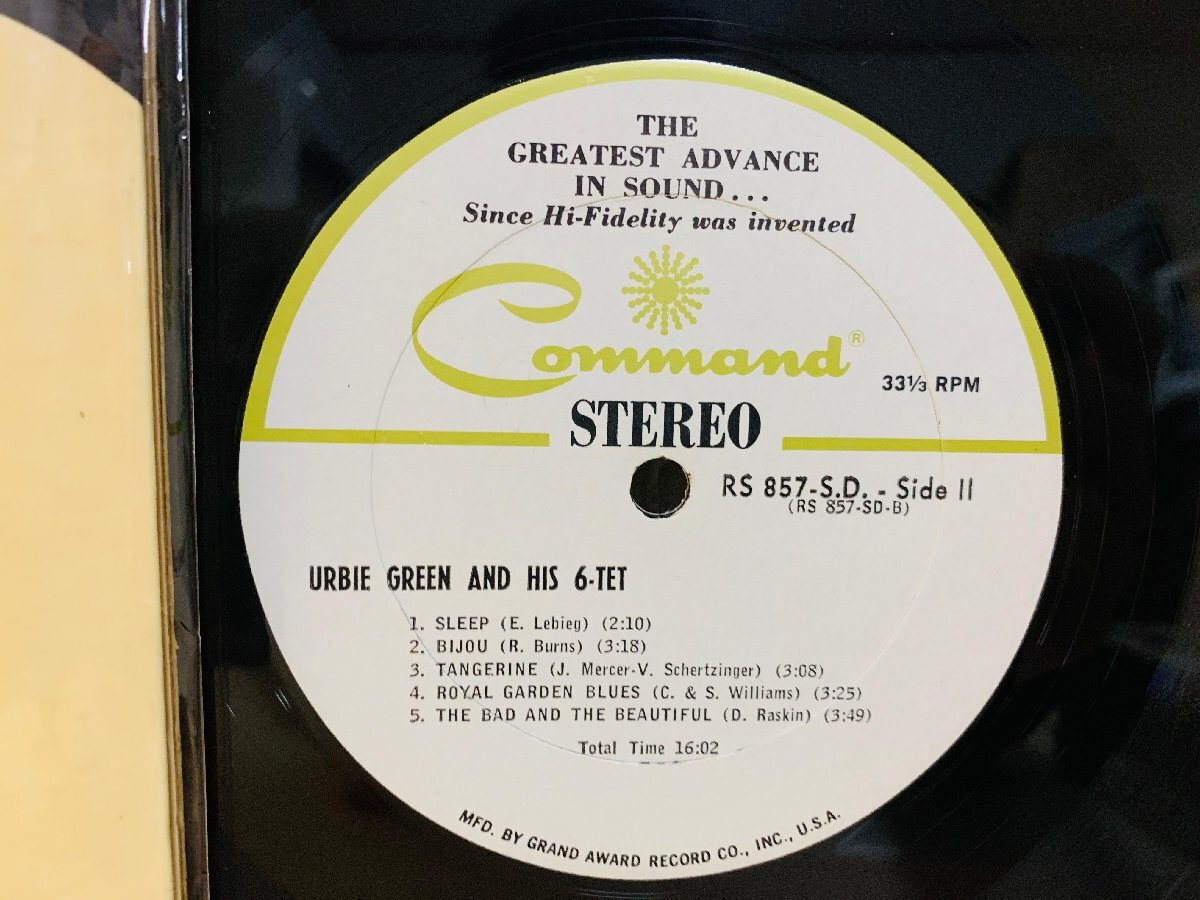 THE
GREATEST ADVANCE
IN SOUND...
Since Hi-Fidelity was invented
Command®
33⅓ RPM
STEREO
RS 857-S.D. - Side II
(RS 857-SD-B)
URBIE GREEN AND HIS 6-TET
1. SLEEP (E. Lebieg) (2:10)
2. BIJOU (R. Burns) (3:18)
3. TANGERINE (J. Mercer-V. Schertzinger) (3:08)
4. ROYAL GARDEN BLUES (C. & S. Williams) (3:25)
5. THE BAD AND THE BEAUTIFUL (D. Raskin) (3:49)
Total Time 16:02
MFD. BY GRAND AWARD RECORD CO., INC., U.S.A.